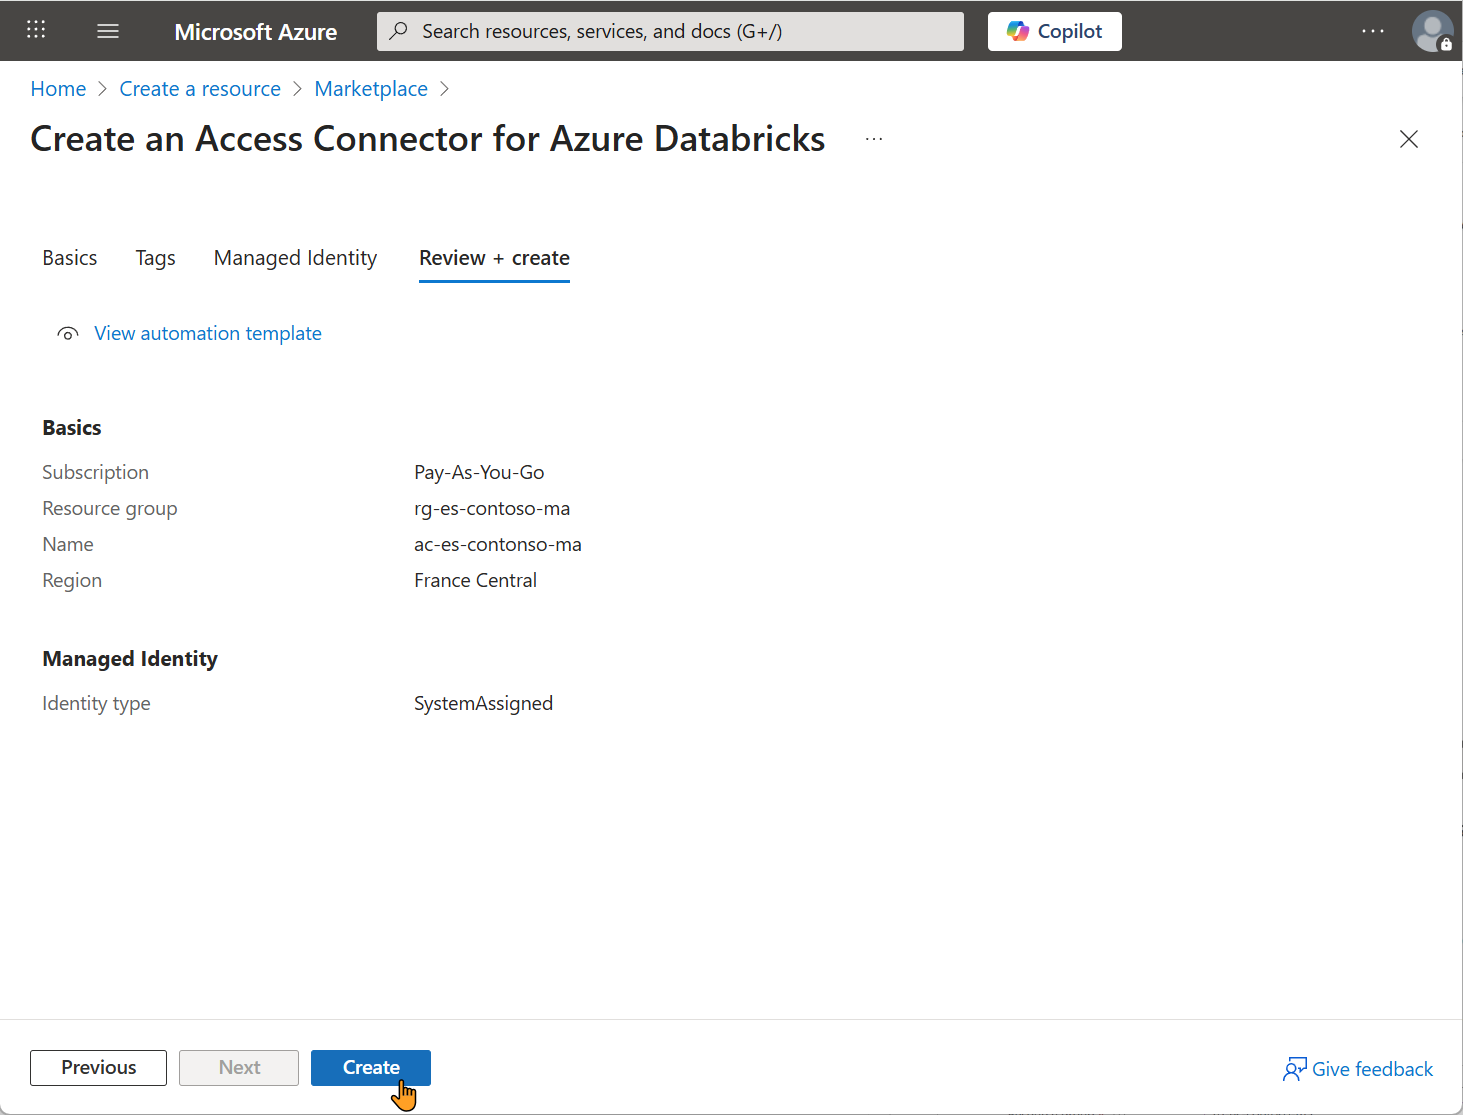 Microsoft Azure
Search resources, services, and docs (G+/)
Copilot
Home > Create a resource > Marketplace >
Create an Access Connector for Azure Databricks ...
Basics
Tags
Managed Identity
Review + create
View automation template
Basics
Subscription Pay-As-You-Go
Resource group rg-es-contoso-ma
Name ac-es-contonso-ma
Region France Central
Managed Identity
Identity type SystemAssigned
Previous
Next
Create
Give feedback